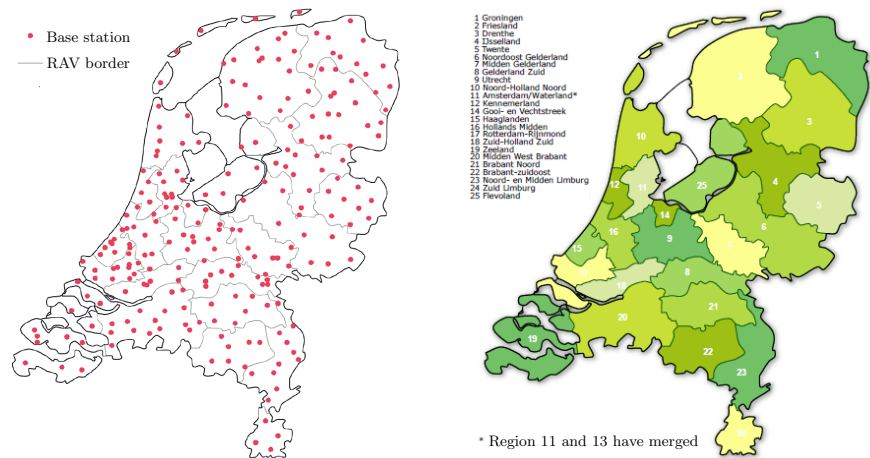 Base station
RAV border
1 Groningen
2 Friesland
3 Drenthe
4 IJsselland
5 Twente
6 Noordoost Gelderland
7 Midden Gelderland
8 Gelderland Zuid
9 Utrecht
10 Noord-Holland Noord
11 Amsterdam/Waterland*
12 Kennemerland
14 Gooi- en Vechtstreek
15 Haaglanden
16 Hollands Midden
17 Rotterdam-Rijnmond
18 Zuid-Holland Zuid
19 Zeeland
20 Midden West Brabant
21 Brabant Noord
22 Brabant-zuidoost
23 Noord- en Midden Limburg
24 Zuid Limburg
25 Flevoland
1
2
3
10
4
12
11
25
5
14
16
9
6
15
7
17
8
18
21
20
19
22
23
24
* Region 11 and 13 have merged